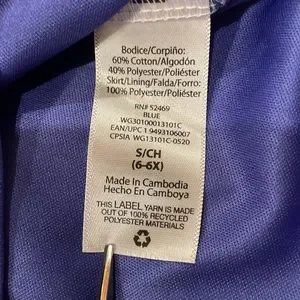 Bodice/Corpiño:
60% Cotton/Algodón
40% Polyester/Poliéster
Skirt/Lining/Falda/Forro:
100% Polyester/Poliéster
RN# 52469
BLUE
WG30100013101C
EAN/UPC 1 9493106007
CPSIA WG13101C-0520
S/CH
(6-6X)
Made In Cambodia
Hecho En Camboya
THIS LABEL YARN IS MADE
OUT OF 100% RECYCLED
POLYESTER MATERIALS